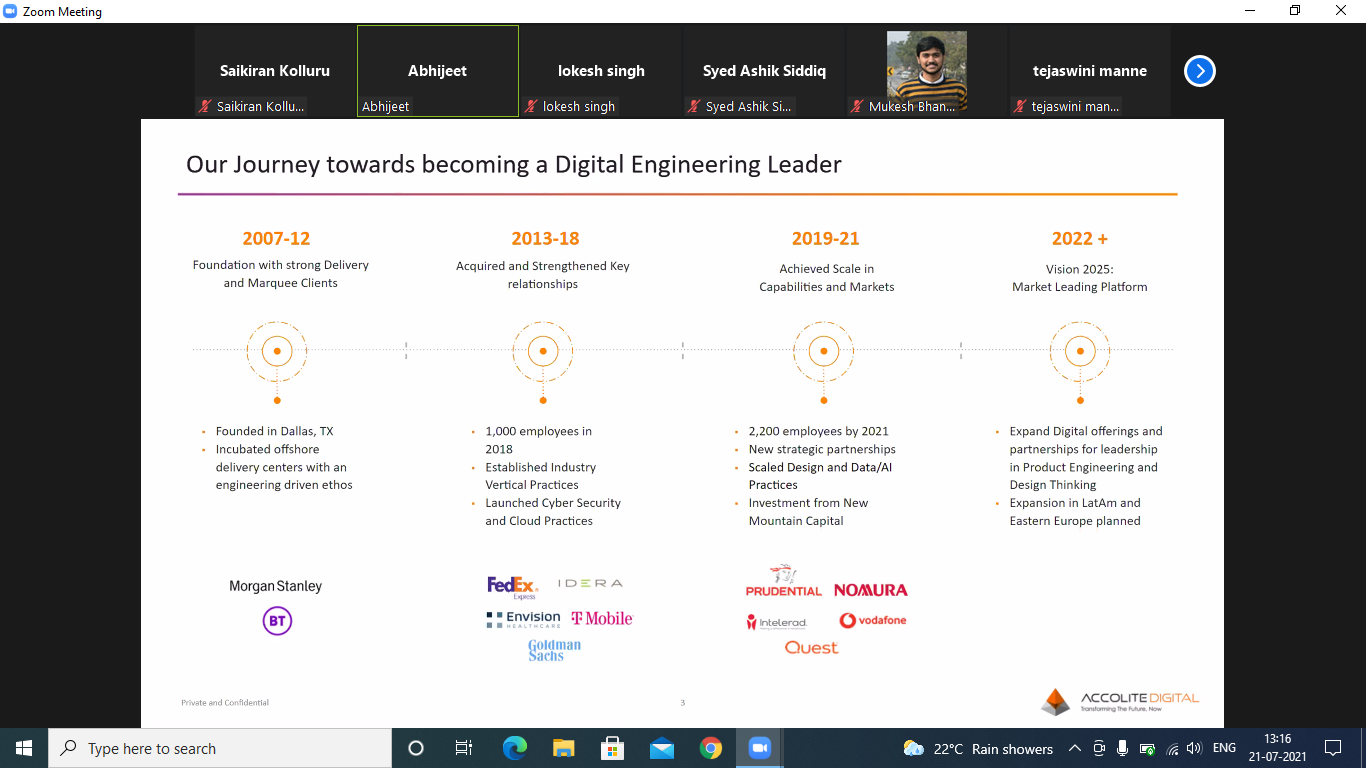 Zoom Meeting
Saikiran Kolluru
Abhijeet
lokesh singh
Syed Ashik Siddiq
tejaswini manne
Saikiran Kollu...
Abhijeet
lokesh singh
Syed Ashik Si...
Mukesh Bhan...
tejaswini man...
Our Journey towards becoming a Digital Engineering Leader
2007-12
Foundation with strong Delivery
and Marquee Clients
2013-18
Acquired and Strengthened Key
relationships
2019-21
Achieved Scale in
Capabilities and Markets
2022 +
Vision 2025:
Market Leading Platform
▪ Founded in Dallas, TX
▪ Incubated offshore
delivery centers with an
engineering driven ethos
▪ 1,000 employees in
2018
▪ Established Industry
Vertical Practices
▪ Launched Cyber Security
and Cloud Practices
▪ 2,200 employees by 2021
▪ New strategic partnerships
▪ Scaled Design and Data/AI
Practices
▪ Investment from New
Mountain Capital
▪ Expand Digital offerings and
partnerships for leadership
in Product Engineering and
Design Thinking
▪ Expansion in LatAm and
Eastern Europe planned
Morgan Stanley
BT
FedEx®
Express
IDERA
Envision
HEALTHCARE
T Mobile
Goldman
Sachs
PRUDENTIAL
NOMURA
Intelerad
vodafone
Quest
Private and Confidential
3
ACCOLITE DIGITAL
Transforming The Future, Now
Type here to search
22°C Rain showers
ENG
13:16
21-07-2021